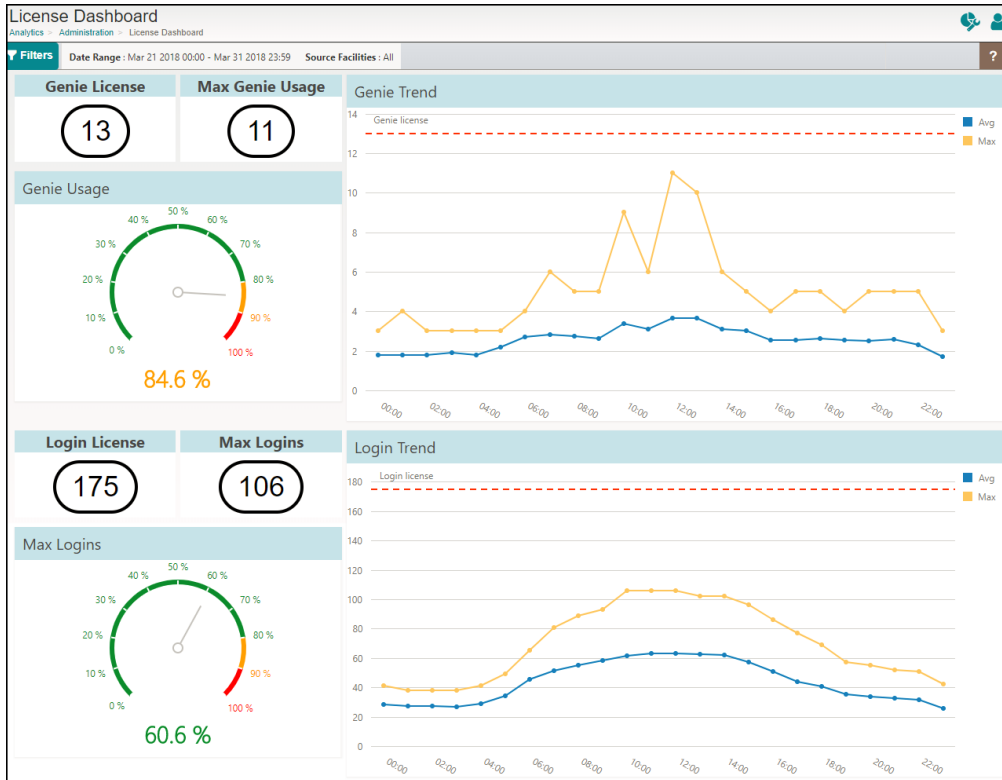 License Dashboard
Analytics > Administration > License Dashboard
Filters Date Range : Mar 21 2018 00:00 - Mar 31 2018 23:59 Source Facilities : All ?
Genie License
13
Max Genie Usage
11
Genie Usage
0 %
10 %
20 %
30 %
40 %
50 %
60 %
70 %
80 %
90 %
100 %
84.6 %
Genie Trend
14
12
10
8
6
4
2
0
Genie license
Avg
Max
00:00 02:00 04:00 06:00 08:00 10:00 12:00 14:00 16:00 18:00 20:00 22:00
Login License
175
Max Logins
106
Max Logins
0 %
10 %
20 %
30 %
40 %
50 %
60 %
70 %
80 %
90 %
100 %
60.6 %
Login Trend
180
160
140
120
100
80
60
40
20
0
Login license
Avg
Max
00:00 02:00 04:00 06:00 08:00 10:00 12:00 14:00 16:00 18:00 20:00 22:00